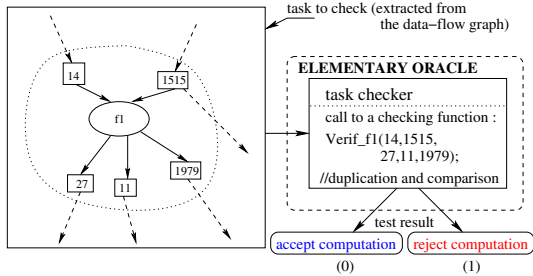 task to check (extracted from
the data−flow graph)
14
1515
f1
27
11
1979
ELEMENTARY ORACLE
task checker
call to a checking function :
Verif_f1(14,1515,
27,11,1979);
//duplication and comparison
test result
accept computation
reject computation
(0)
(1)